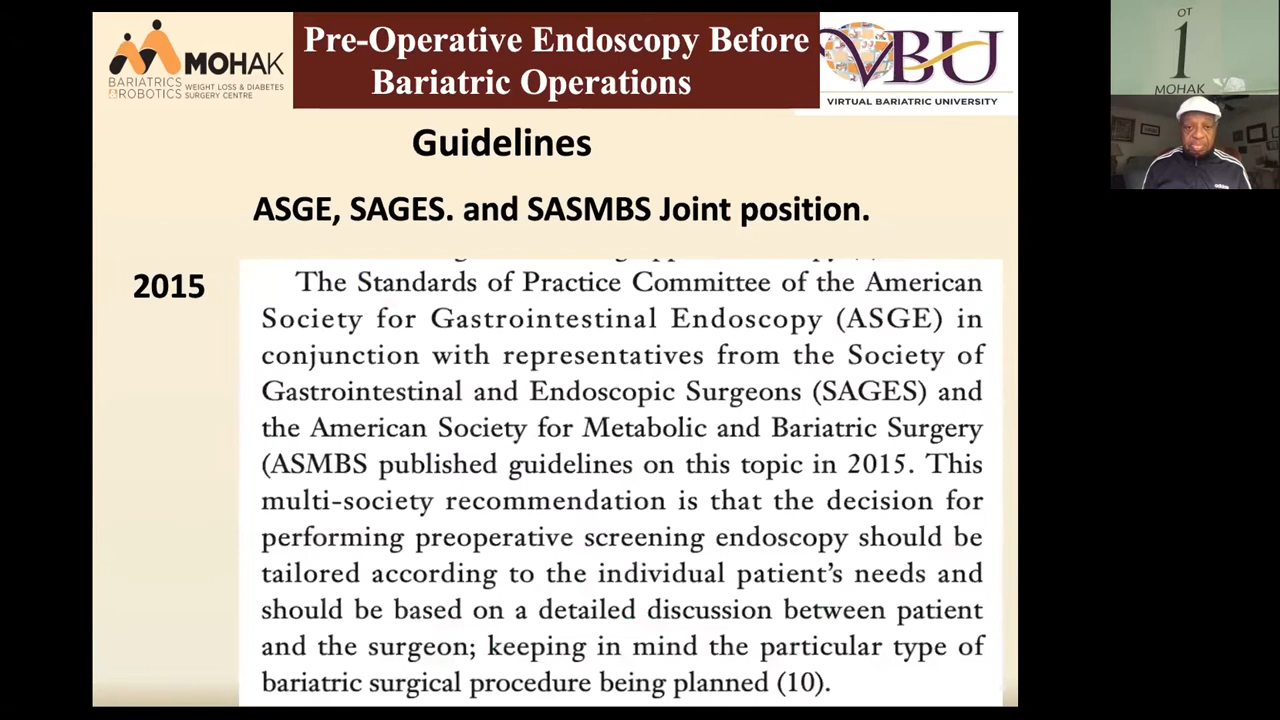 MOHAK
BARIATRICS
& ROBOTICS
WEIGHT LOSS & DIABETES
SURGERY CENTRE
Pre-Operative Endoscopy Before
Bariatric Operations
VBU
VIRTUAL BARIATRIC UNIVERSITY
OT
1
MOHAK
adidas
Guidelines
ASGE, SAGES. and SASMBS Joint position.
2015
The Standards of Practice Committee of the American
Society for Gastrointestinal Endoscopy (ASGE) in
conjunction with representatives from the Society of
Gastrointestinal and Endoscopic Surgeons (SAGES) and
the American Society for Metabolic and Bariatric Surgery
(ASMBS published guidelines on this topic in 2015. This
multi-society recommendation is that the decision for
performing preoperative screening endoscopy should be
tailored according to the individual patient’s needs and
should be based on a detailed discussion between patient
and the surgeon; keeping in mind the particular type of
bariatric surgical procedure being planned (10).